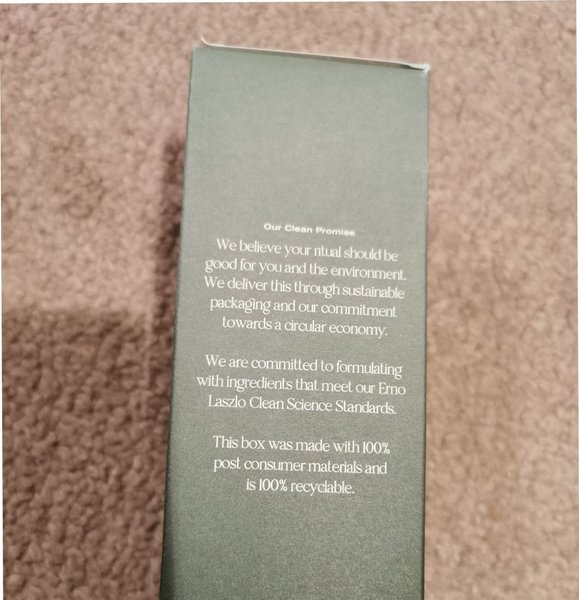 Our Clean Promise
We believe your ritual should be
good for you and the environment.
We deliver this through sustainable
packaging and our commitment
towards a circular economy.
We are committed to formulating
with ingredients that meet our Erno
Laszlo Clean Science Standards.
This box was made with 100%
post consumer materials and
is 100% recyclable.